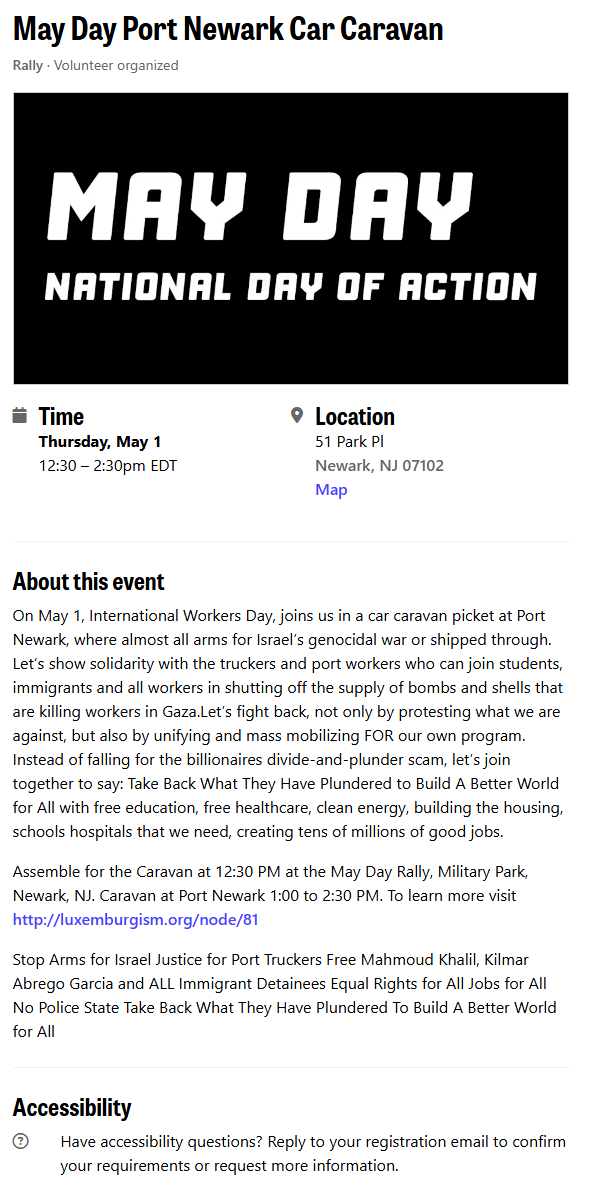 May Day Port Newark Car Caravan
Rally · Volunteer organized
MAY DAY
NATIONAL DAY OF ACTION
Time
Thursday, May 1
12:30 – 2:30pm EDT
Location
51 Park Pl
Newark, NJ 07102
Map
About this event
On May 1, International Workers Day, joins us in a car caravan picket at Port
Newark, where almost all arms for Israel’s genocidal war or shipped through.
Let’s show solidarity with the truckers and port workers who can join students,
immigrants and all workers in shutting off the supply of bombs and shells that
are killing workers in Gaza.Let’s fight back, not only by protesting what we are
against, but also by unifying and mass mobilizing FOR our own program.
Instead of falling for the billionaires divide-and-plunder scam, let’s join
together to say: Take Back What They Have Plundered to Build A Better World
for All with free education, free healthcare, clean energy, building the housing,
schools hospitals that we need, creating tens of millions of good jobs.
Assemble for the Caravan at 12:30 PM at the May Day Rally, Military Park,
Newark, NJ. Caravan at Port Newark 1:00 to 2:30 PM. To learn more visit
http://luxemburgism.org/node/81
Stop Arms for Israel Justice for Port Truckers Free Mahmoud Khalil, Kilmar
Abrego Garcia and ALL Immigrant Detainees Equal Rights for All Jobs for All
No Police State Take Back What They Have Plundered To Build A Better World
for All
Accessibility
Have accessibility questions? Reply to your registration email to confirm
your requirements or request more information.